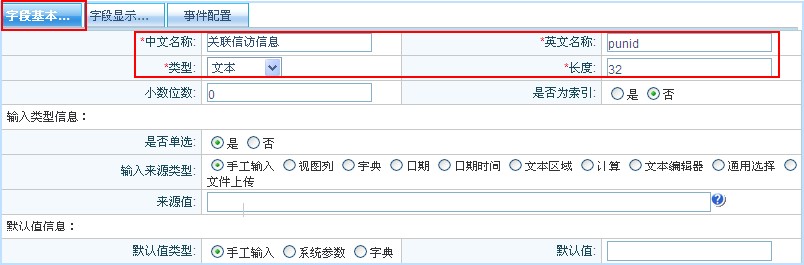 字段基本... 字段显示... 事件配置
*中文名称: 关联信访信息 *英文名称: punid
*类型: 文本 *长度: 32
小数位数: 0 是否为索引: 是 否
输入类型信息：
是否单选: 是 否
输入来源类型: 手工输入 视图列 字典 日期 日期时间 文本区域 计算 文本编辑器 通用选择
文件上传
来源值: ?
默认值信息：
默认值类型: 手工输入 系统参数 字典 默认值: